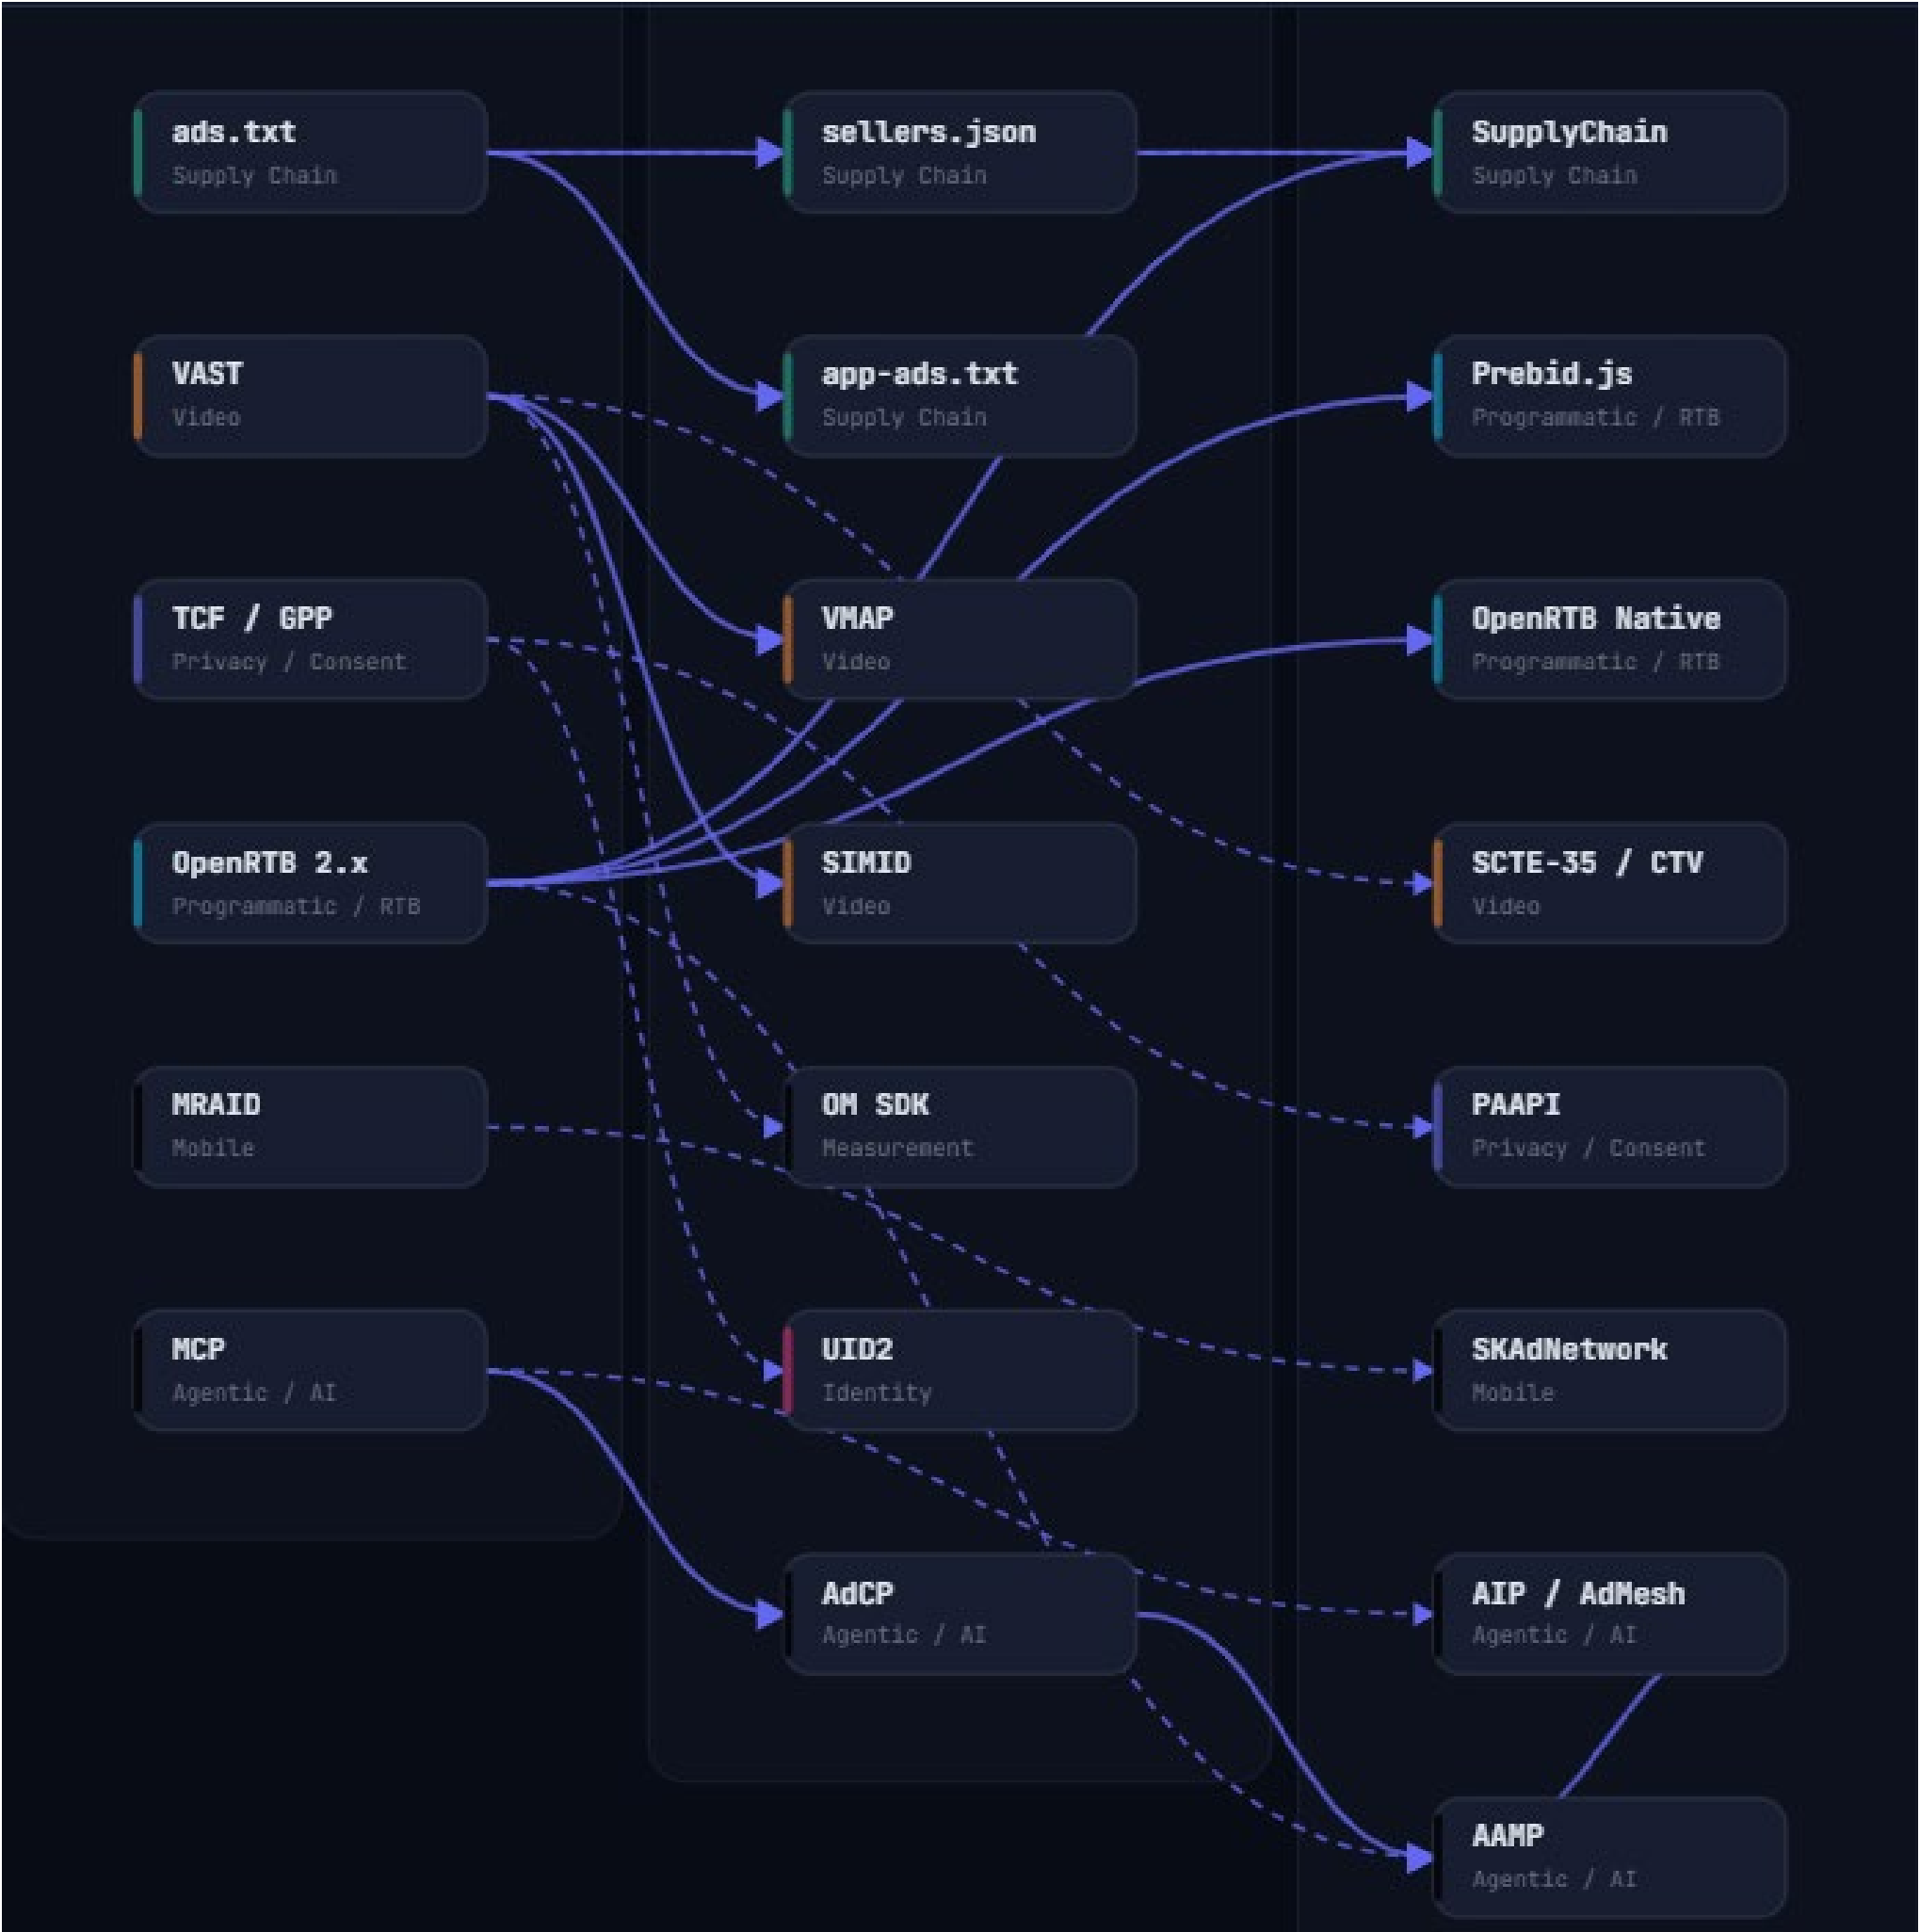 ads.txt
Supply Chain
sellers.json
Supply Chain
SupplyChain
Supply Chain
VAST
Video
app-ads.txt
Supply Chain
Prebid.js
Programmatic / RTB
TCF / GPP
Privacy / Consent
VMAP
Video
OpenRTB Native
Programmatic / RTB
OpenRTB 2.x
Programmatic / RTB
SIMID
Video
SCTE-35 / CTV
Video
MRAID
Mobile
OM SDK
Measurement
PAAPI
Privacy / Consent
MCP
Agentic / AI
UID2
Identity
SKAdNetwork
Mobile
AdCP
Agentic / AI
AIP / AdMesh
Agentic / AI
AAMP
Agentic / AI